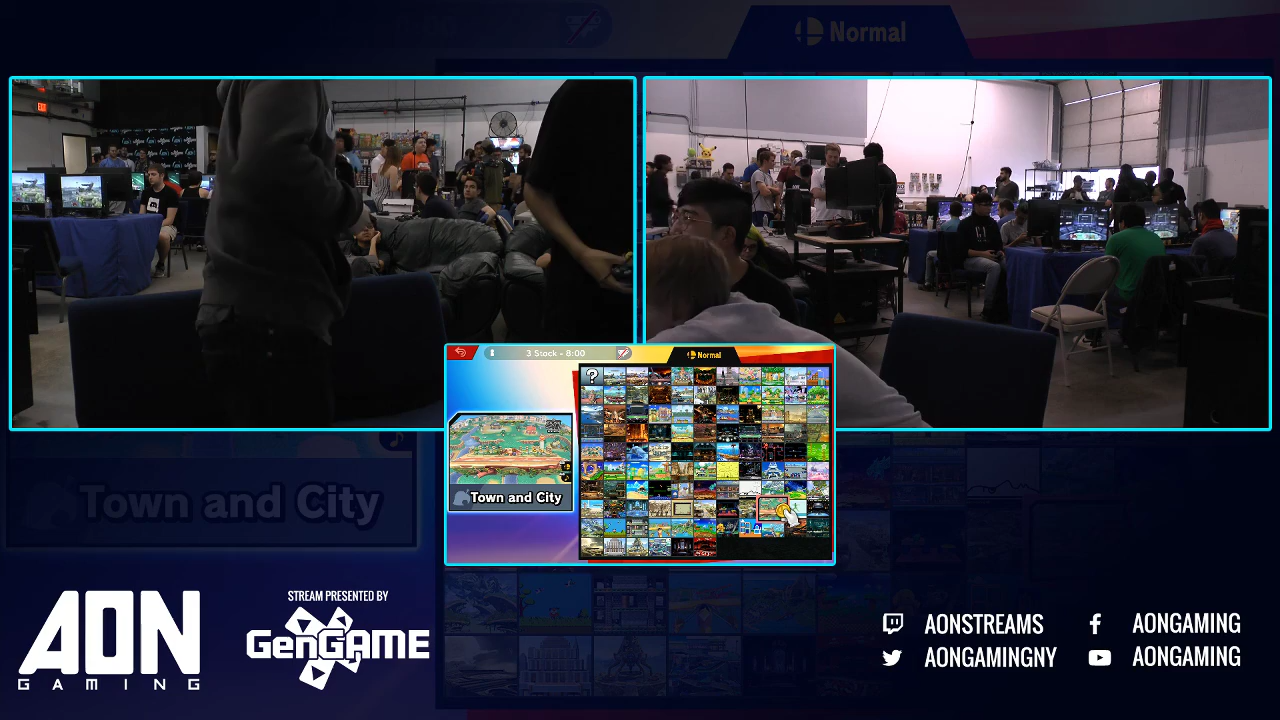 Normal
EXIT
3 Stock - 8:00
Normal
?
Town and City
Town and City
AON
GAMING
STREAM PRESENTED BY
GENGAME
AONSTREAMS
AONGAMINGNY
AONGAMING
AONGAMING